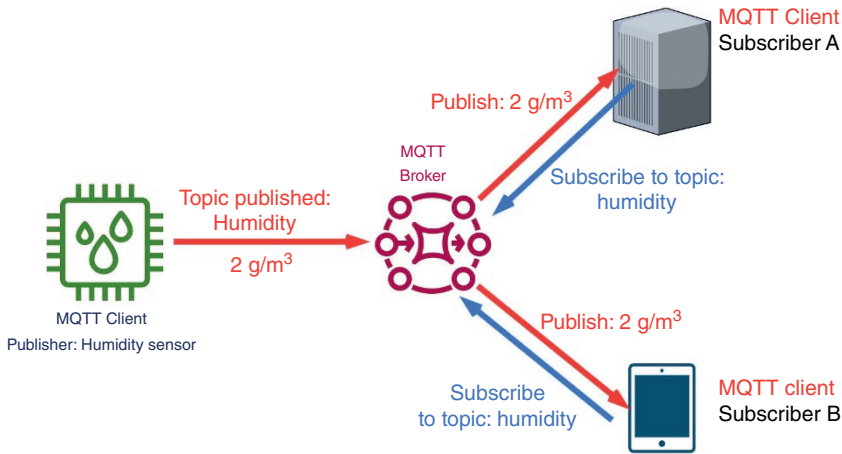 MQTT Client
Subscriber A
Publish: 2 g/m³
MQTT
Broker
Subscribe to topic:
humidity
Topic published:
Humidity
2 g/m³
MQTT Client
Publisher: Humidity sensor
Publish: 2 g/m³
Subscribe
to topic: humidity
MQTT client
Subscriber B